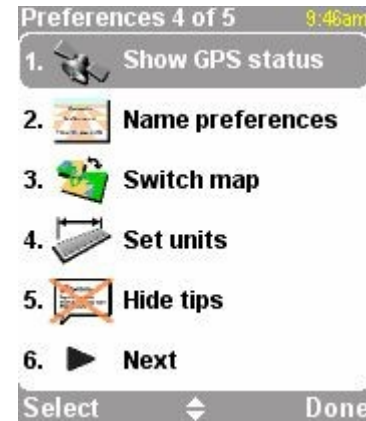 Preferences 4 of 5 9:46am
1. Show GPS status
2. Name preferences
3. Switch map
4. Set units
5. Hide tips
6. Next
Select Done